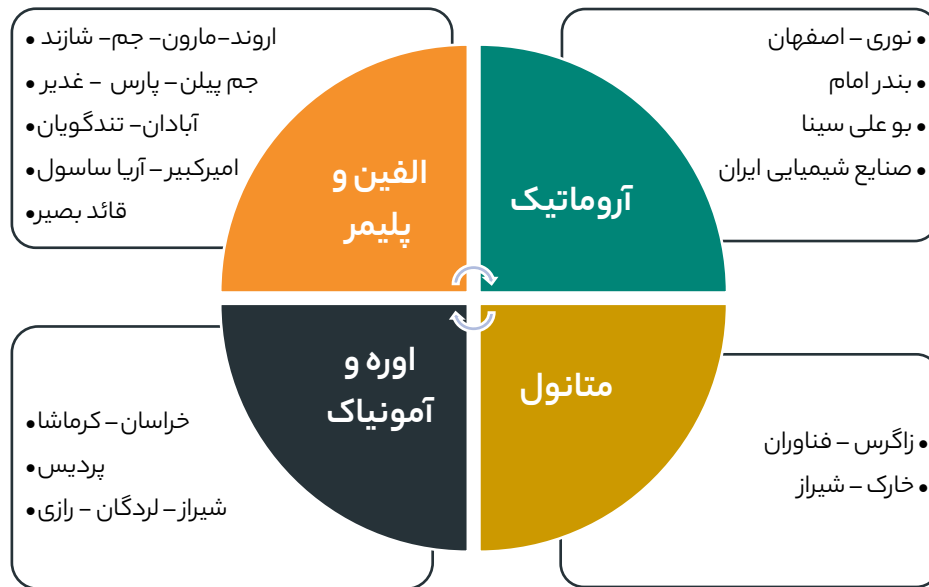 نوری – اصفهان
بندر امام
بو علی سینا
صنایع شیمیایی ایران
آروماتیک
اروند-مارون- جم- شازند
جم پیلن- پارس - غدیر
آبادان- تندگویان
امیرکبیر – آریا ساسول
قائد بصیر
الفین و
پلیمر
زاگرس – فناوران
خارک – شیراز
متانول
خراسان- کرماشا
پردیس
شیراز – لردگان - رازی
اوره و
آمونیاک